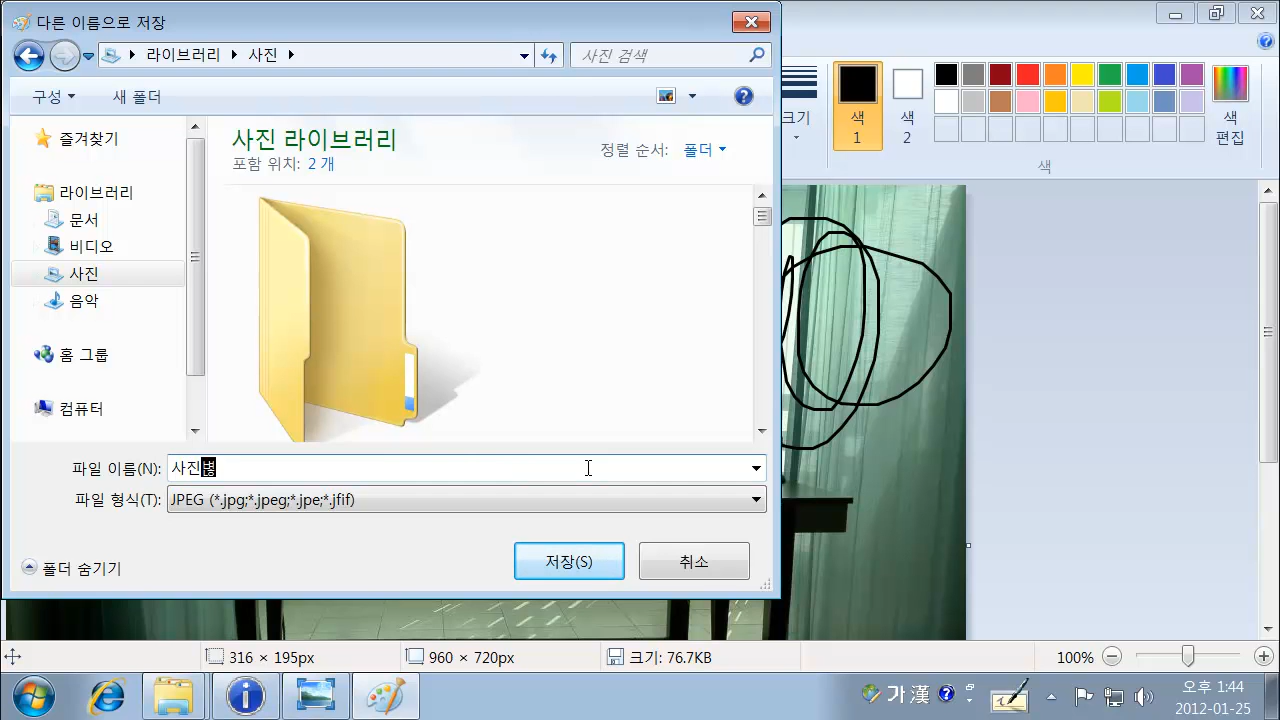 다른 이름으로 저장
라이브러리 사진
사진 검색
구성
새 폴더
즐겨찾기
라이브러리
문서
비디오
사진
음악
홈 그룹
컴퓨터
사진 라이브러리
포함 위치: 2 개
정렬 순서: 폴더
파일 이름(N): 사진병
파일 형식(T): JPEG (*.jpg;*.jpeg;*.jpe;*.jfif)
저장(S)
취소
폴더 숨기기
크기
색
1
색
2
색
편집
색
316 × 195px
960 × 720px
크기: 76.7KB
100%
가 漢
오후 1:44
2012-01-25